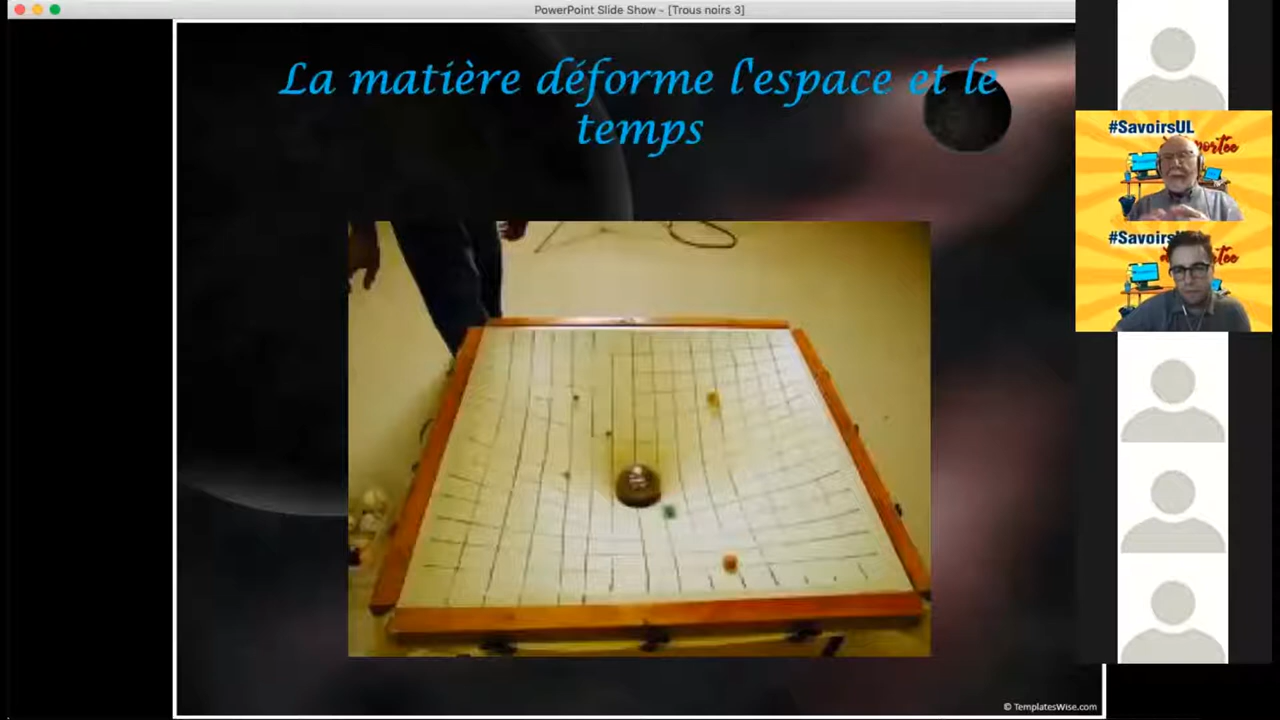 PowerPoint Slide Show - [Trous noirs 3]
La matière déforme l'espace et le
temps
#SavoirsUL
#Savoirs
© TemplatesWise.com